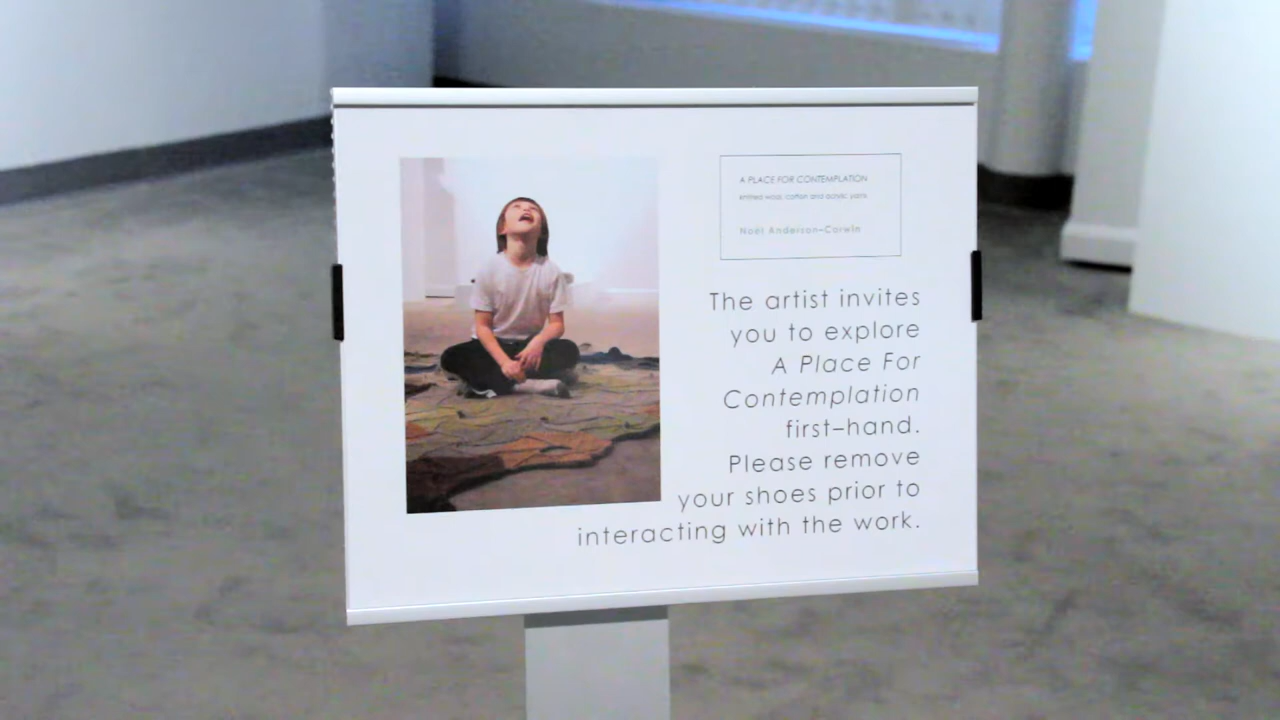 A PLACE FOR CONTEMPLATION
knitted wool, cotton and acrylic yarns
Noël Anderson–Corwin
The artist invites
you to explore
A Place For
Contemplation
first–hand.
Please remove
your shoes prior to
interacting with the work.